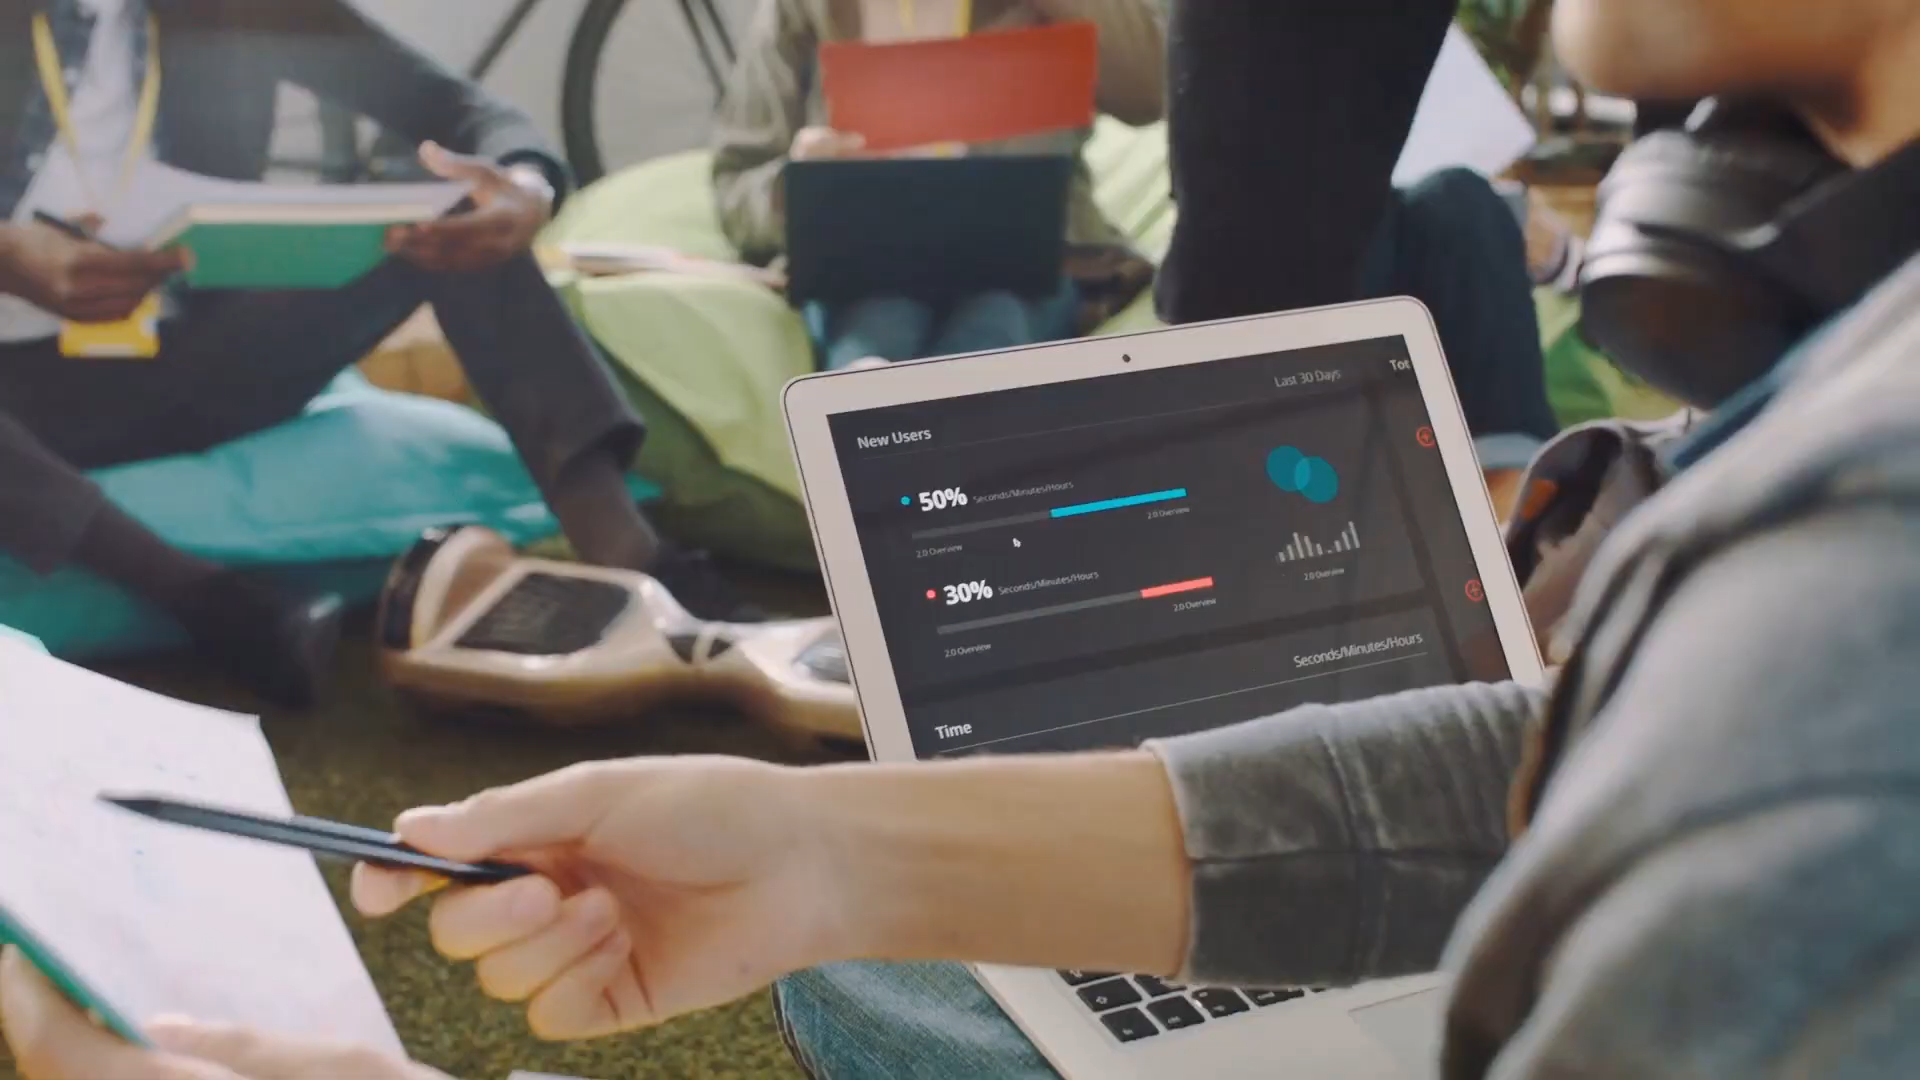 Last 30 Days
Tot
New Users
50% Seconds/Minutes/Hours
2.0 Overview
2.0 Overview
30% Seconds/Minutes/Hours
2.0 Overview
2.0 Overview
2.0 Overview
Seconds/Minutes/Hours
Time